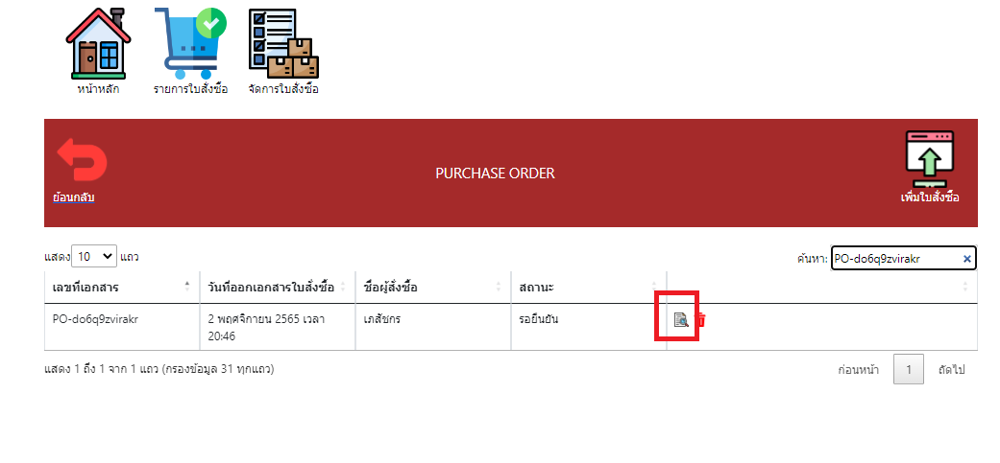 หน้าหลัก รายการใบสั่งซื้อ จัดการใบสั่งซื้อ
PURCHASE ORDER
ย้อนกลับ เพิ่มใบสั่งซื้อ
แสดง 10 แถว ค้นหา: PO-do6q9zvirakr ×
เลขที่เอกสาร วันที่ออกเอกสารใบสั่งซื้อ ชื่อผู้สั่งซื้อ สถานะ
PO-do6q9zvirakr 2 พฤศจิกายน 2565 เวลา เภสัชกร รอยืนยัน
20:46
แสดง 1 ถึง 1 จาก 1 แถว (กรองข้อมูล 31 ทุกแถว) ก่อนหน้า 1 ถัดไป